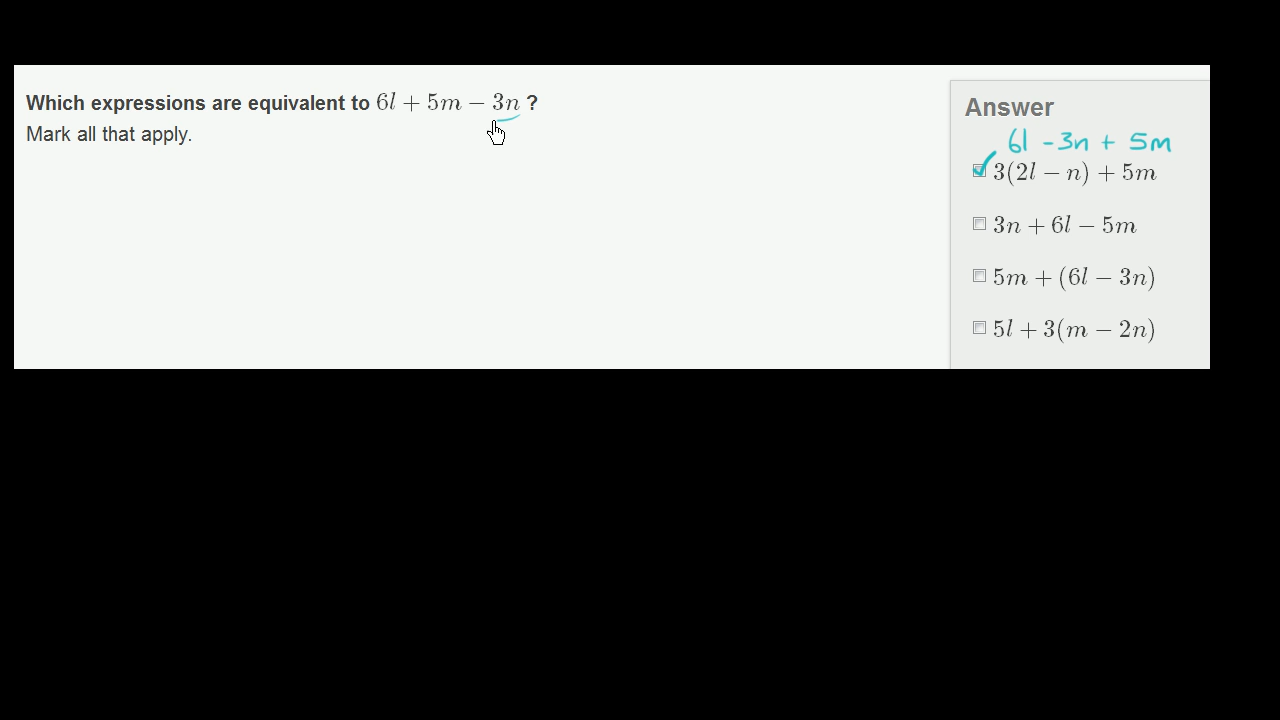 Which expressions are equivalent to 6l + 5m − 3n ?
Mark all that apply.
Answer
6l -3n + 5m
3(2l − n) + 5m
3n + 6l − 5m
5m + (6l − 3n)
5l + 3(m − 2n)